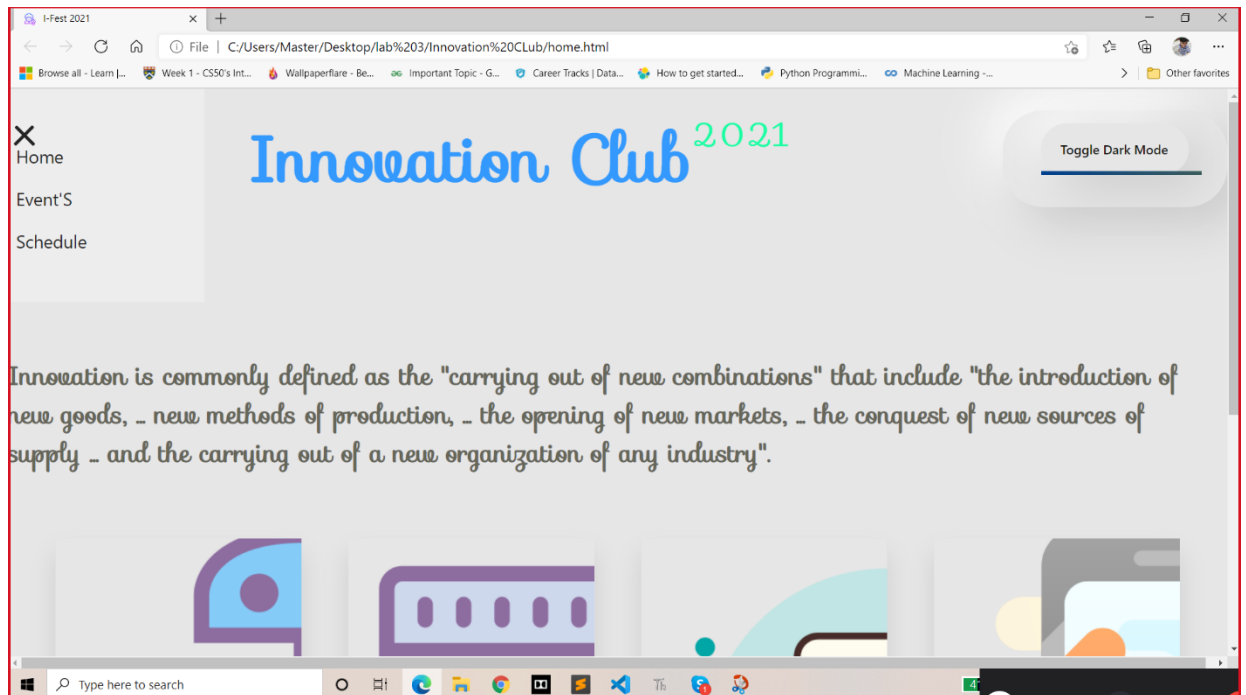 I-Fest 2021
File | C:/Users/Master/Desktop/lab%203/Innovation%20CLub/home.html
Browse all - Learn |... Week 1 - CS50's Int... Wallpaperflare - Be... Important Topic - G... Career Tracks | Data... How to get started... Python Programmi... Machine Learning -... Other favorites
Innovation Club 2021
Toggle Dark Mode
Home
Event'S
Schedule
Innovation is commonly defined as the "carrying out of new combinations" that include "the introduction of
new goods, … new methods of production, … the opening of new markets, … the conquest of new sources of
supply … and the carrying out of a new organization of any industry".
Type here to search